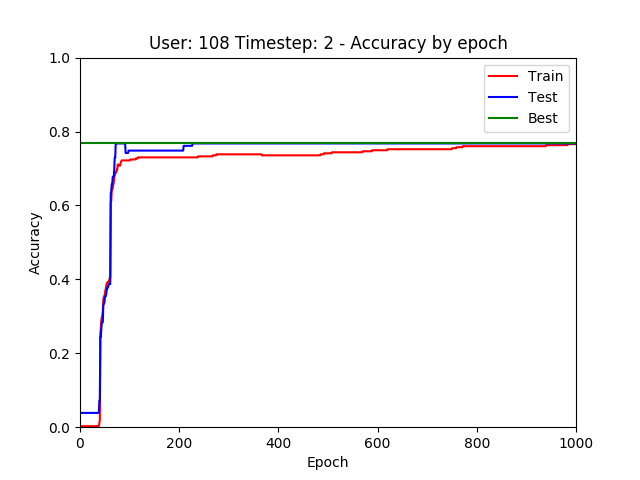 User: 108 Timestep: 2 - Accuracy by epoch
Train
Test
Best
1.0
0.8
0.6
0.4
0.2
0.0
Accuracy
0 200 400 600 800 1000
Epoch